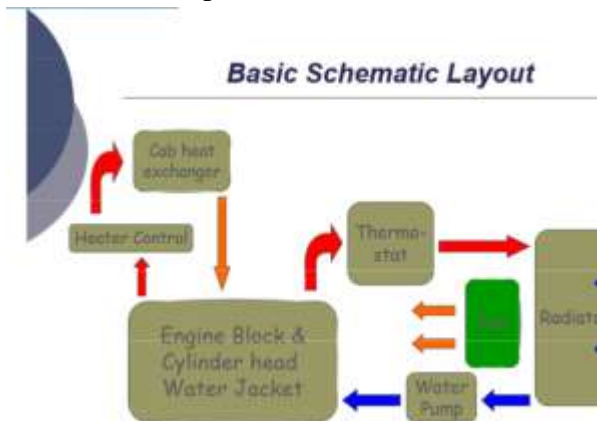 Basic Schematic Layout
Cab heat
exchanger
Heater Control
Thermo-
stat
Engine Block &
Cylinder head
Water Jacket
Water
Pump